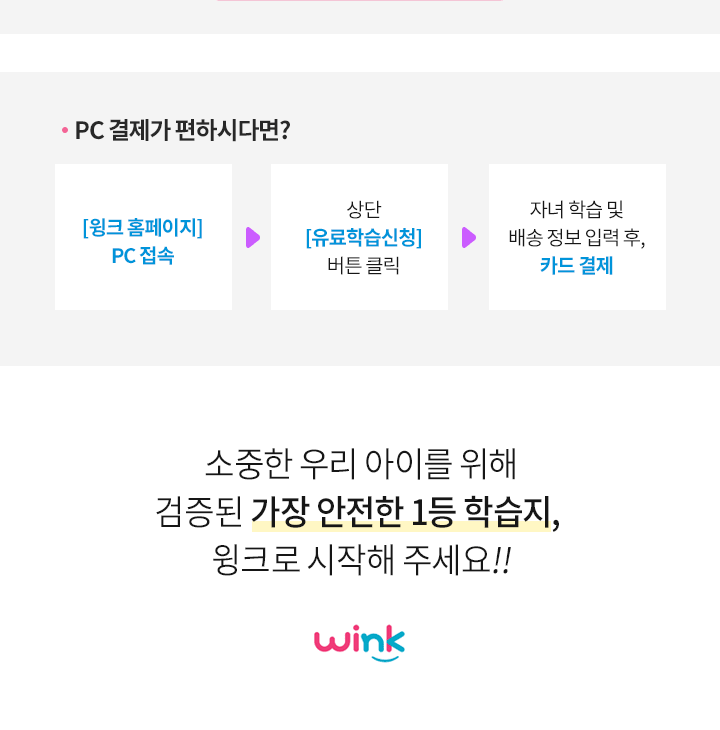 • PC 결제가 편하시다면?
[윙크 홈페이지]
PC 접속
상단
[유료학습신청]
버튼 클릭
자녀 학습 및
배송 정보 입력 후,
카드 결제
소중한 우리 아이를 위해
검증된 가장 안전한 1등 학습지,
윙크로 시작해 주세요!!
wink